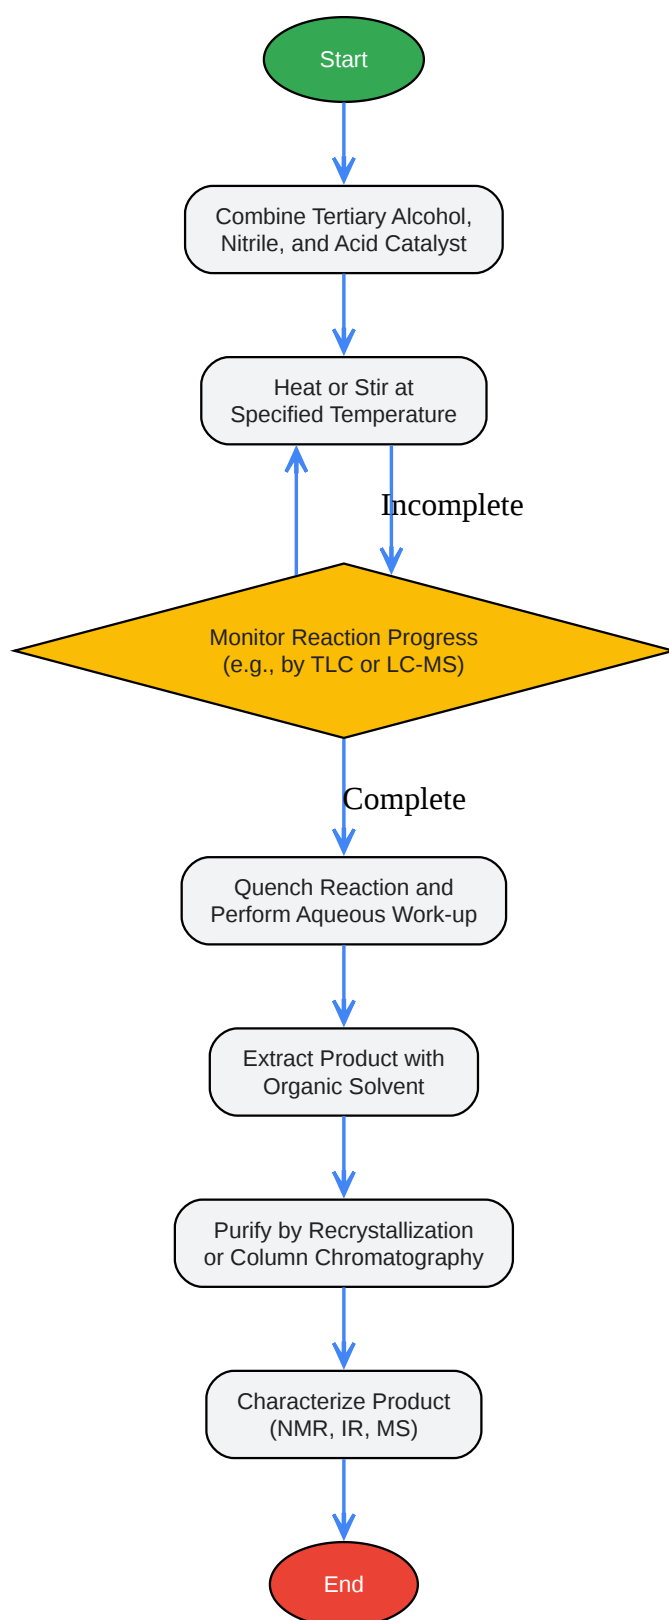 Start
Combine Tertiary Alcohol,
Nitrile, and Acid Catalyst
Heat or Stir at
Specified Temperature
Incomplete
Monitor Reaction Progress
(e.g., by TLC or LC-MS)
Complete
Quench Reaction and
Perform Aqueous Work-up
Extract Product with
Organic Solvent
Purify by Recrystallization
or Column Chromatography
Characterize Product
(NMR, IR, MS)
End